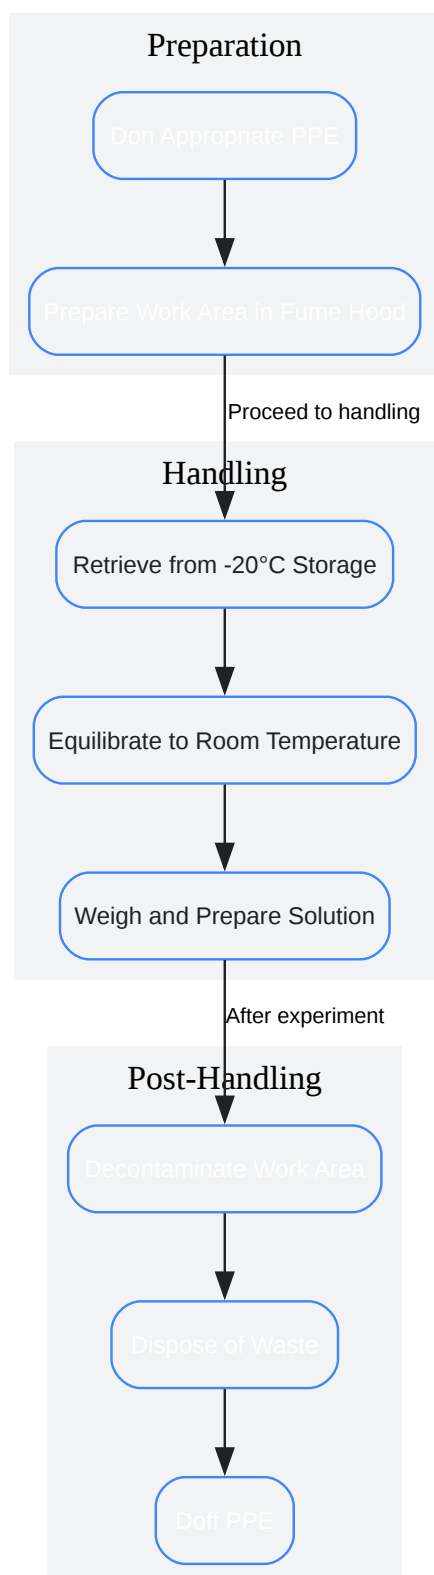 Preparation
Don Appropriate PPE
Prepare Work Area in Fume Hood
Proceed to handling
Handling
Retrieve from -20°C Storage
Equilibrate to Room Temperature
Weigh and Prepare Solution
After experiment
Post-Handling
Decontaminate Work Area
Dispose of Waste
Doff PPE